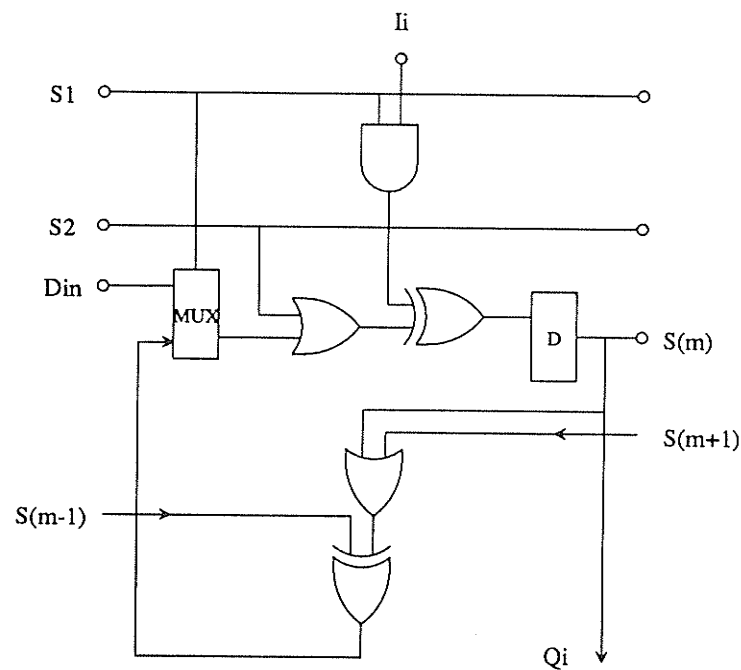 Ii
S1
S2
Din
MUX
D
S(m)
S(m+1)
S(m-1)
Qi